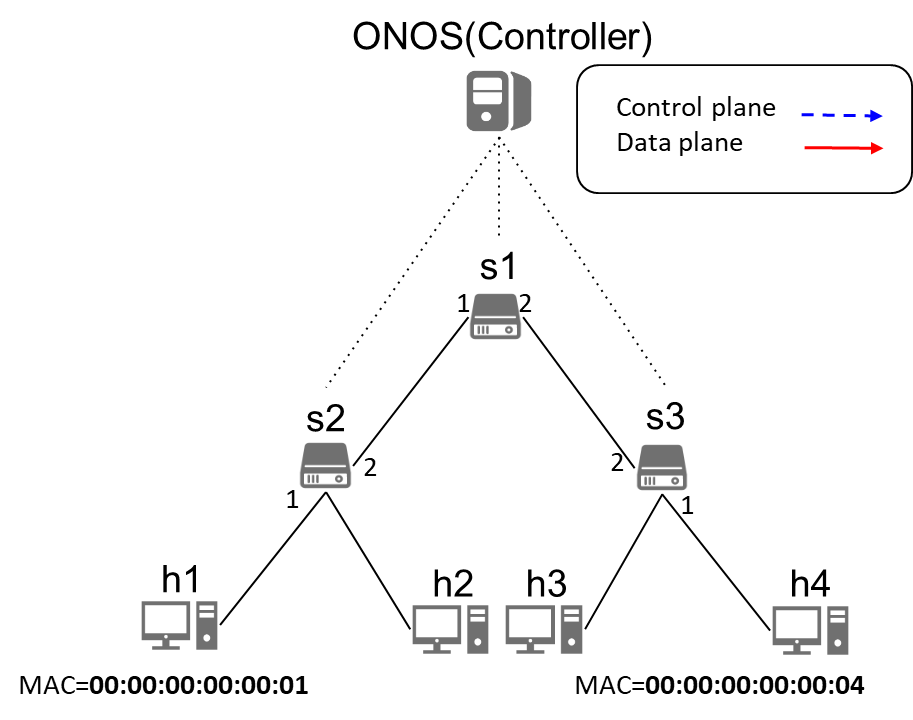 ONOS(Controller)
Control plane
Data plane
s1
1 2
s2
s3
2
2
1
1
h1
h2
h3
h4
MAC=00:00:00:00:00:01
MAC=00:00:00:00:00:04